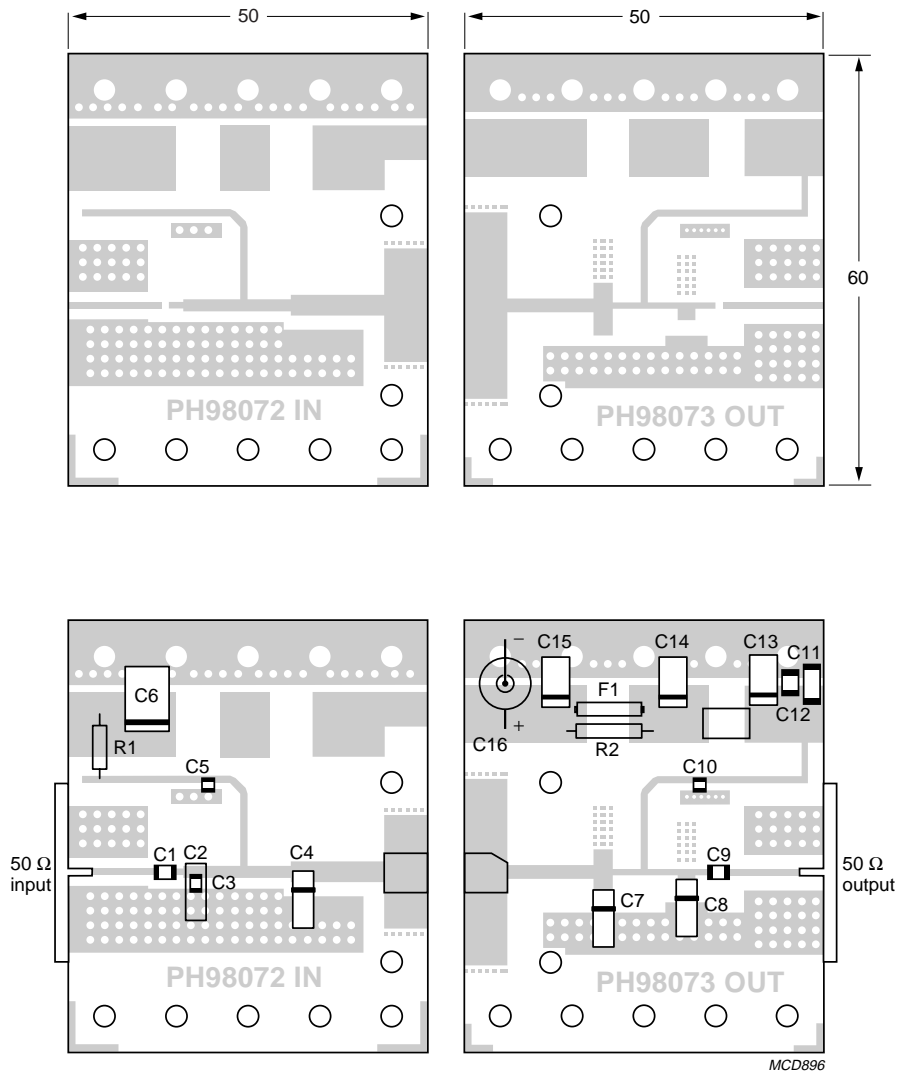 50
50
60
PH98072 IN
PH98073 OUT
C6
R1
C5
C1
C2
C3
C4
50 Ω
input
PH98072 IN
−
+
C16
C15
F1
R2
C14
C13
C11
C12
C10
C9
C7
C8
50 Ω
output
PH98073 OUT
MCD896